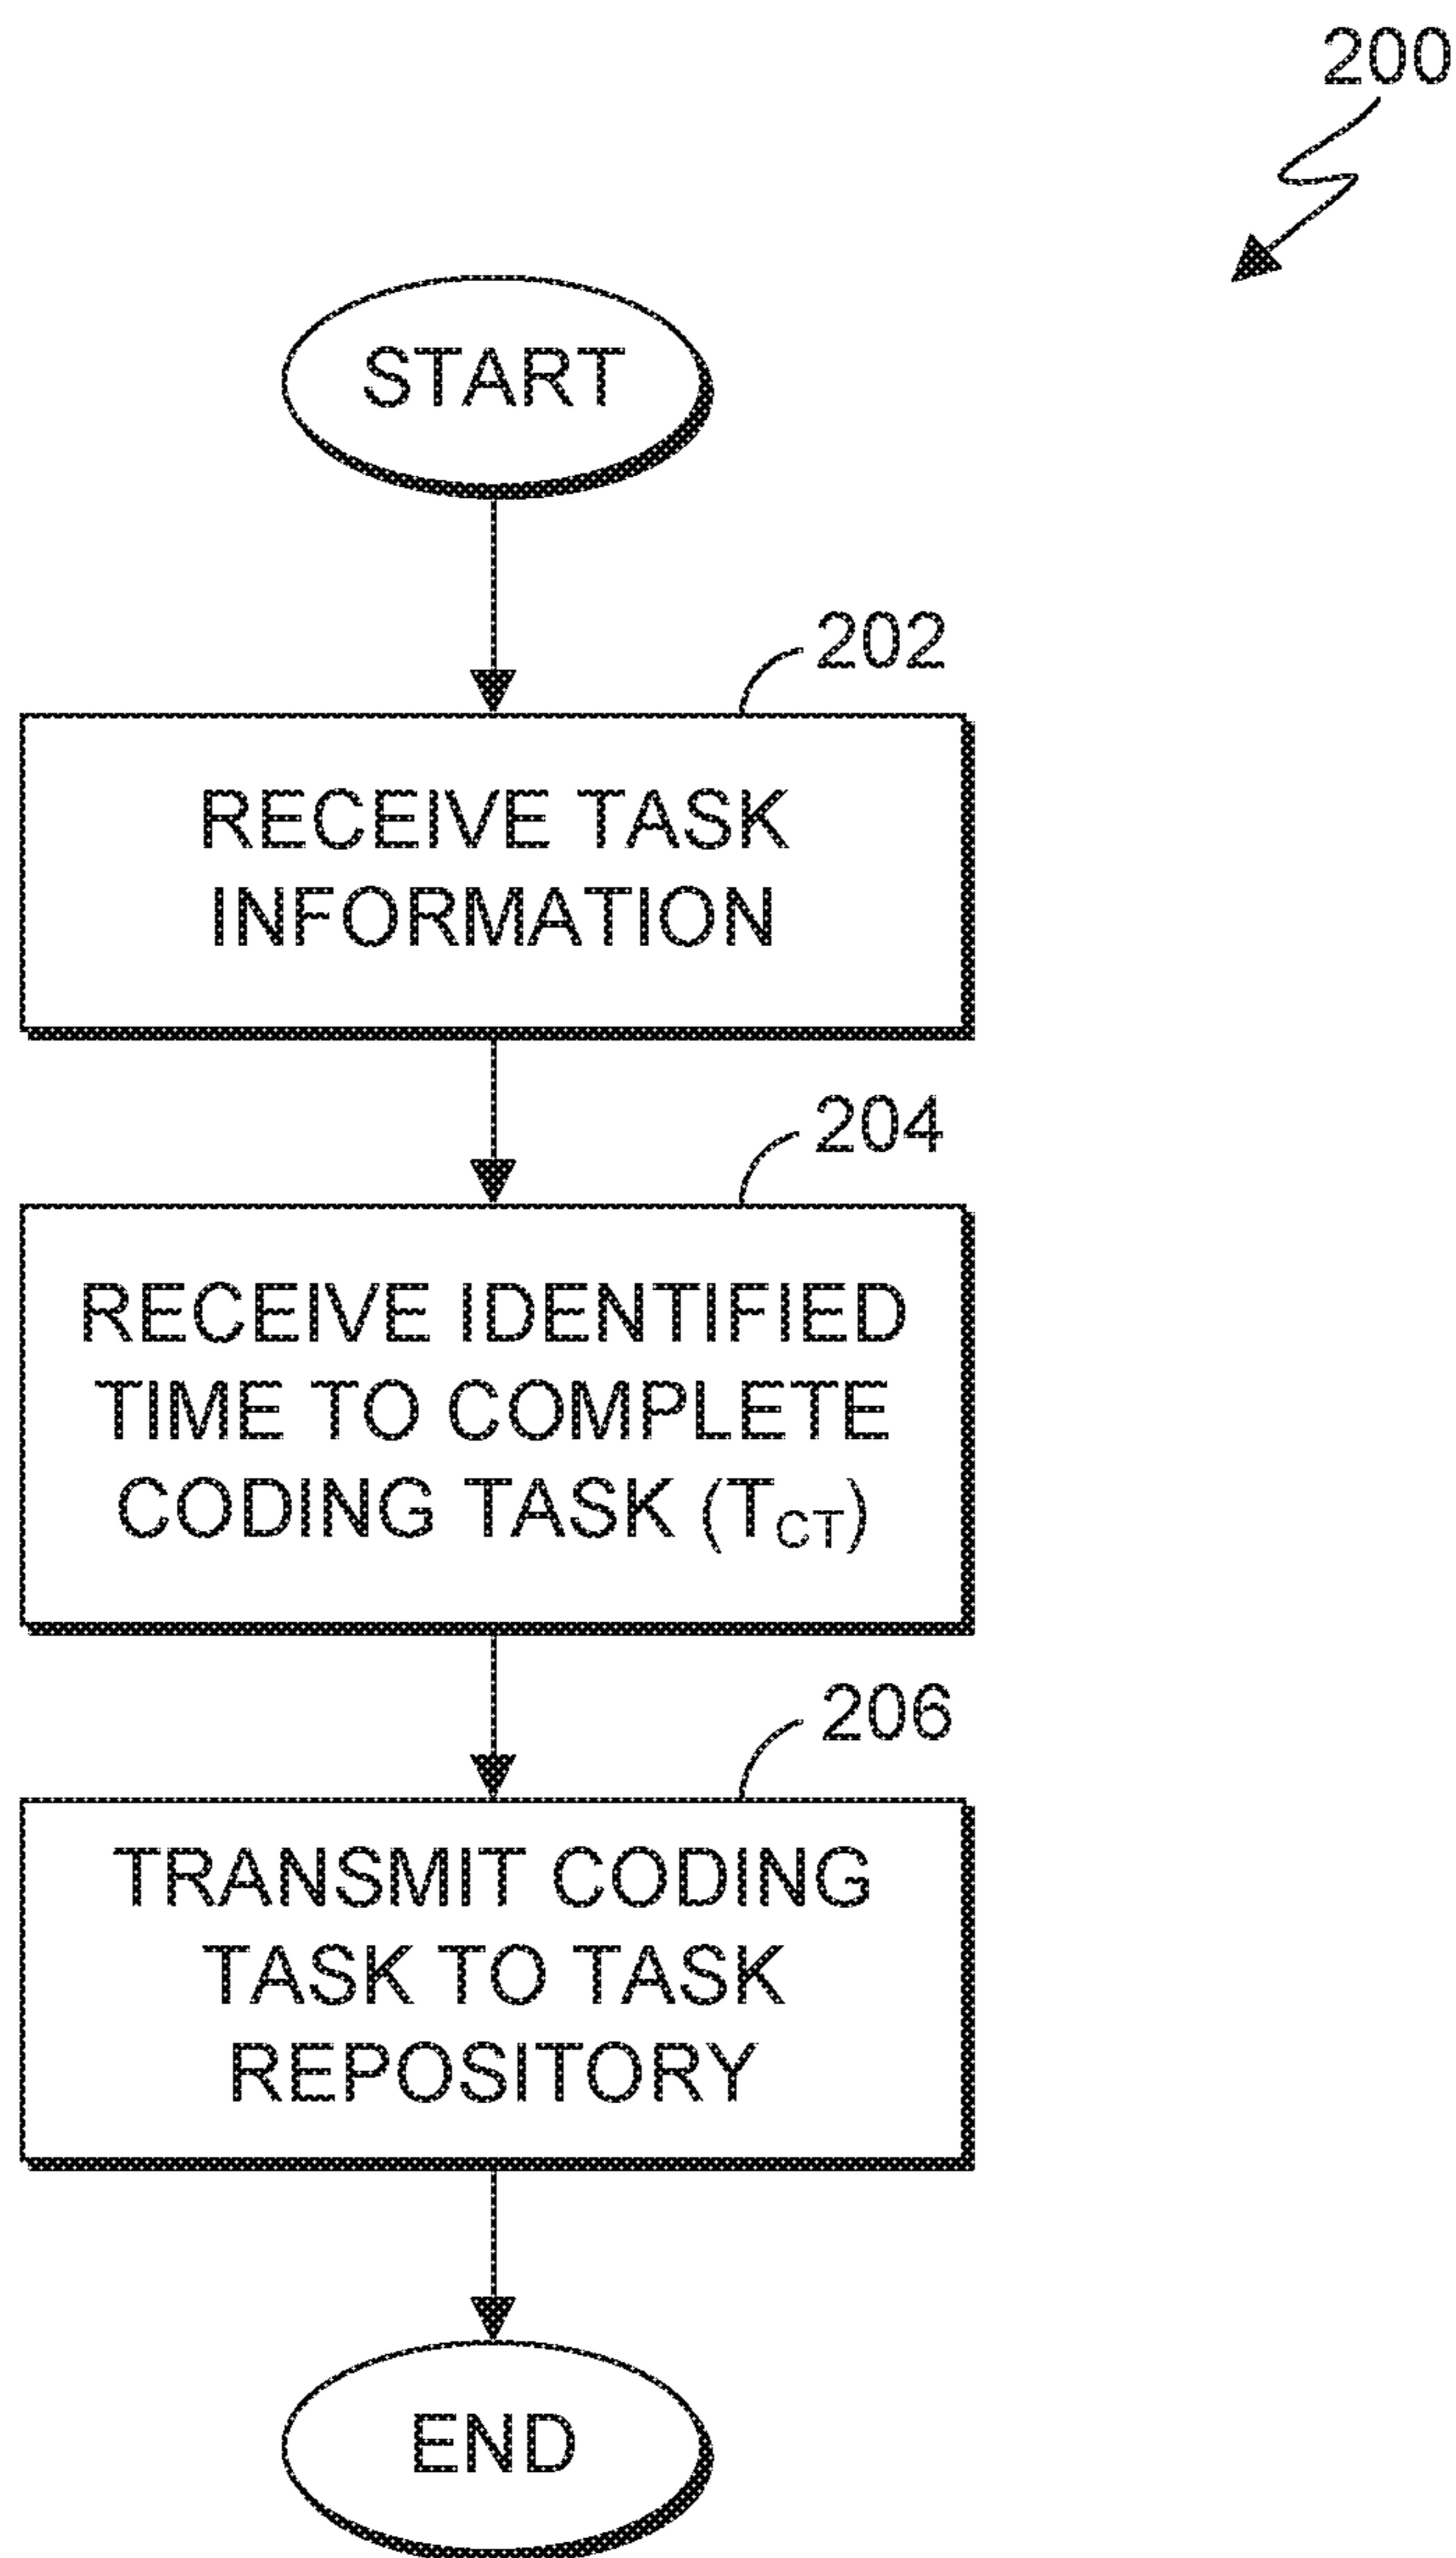 200
START
202
RECEIVE TASK
INFORMATION
204
RECEIVE IDENTIFIED
TIME TO COMPLETE
CODING TASK (TCT)
206
TRANSMIT CODING
TASK TO TASK
REPOSITORY
END